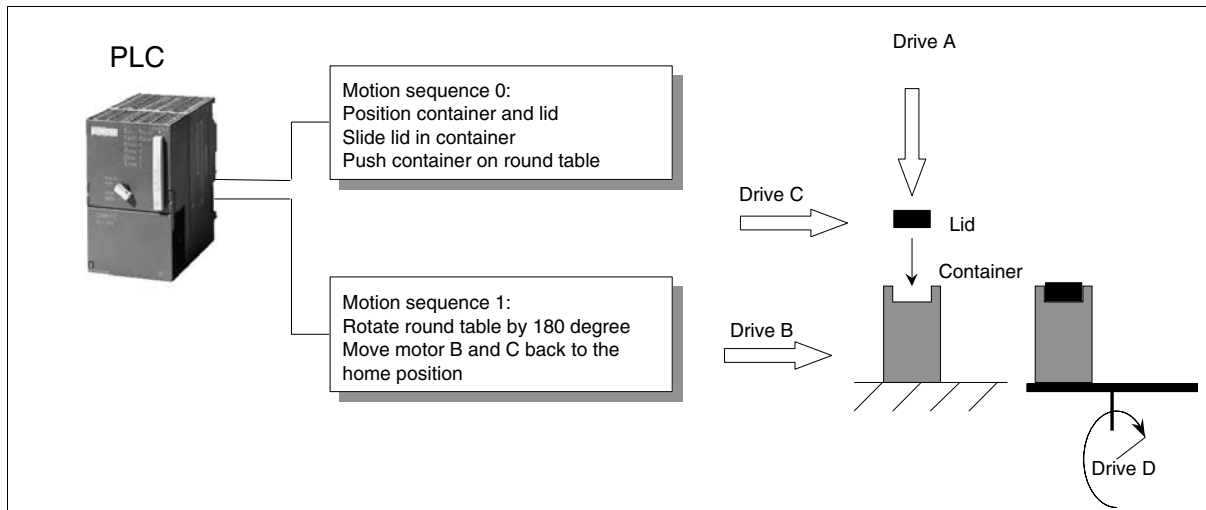 PLC
Motion sequence 0:
Position container and lid
Slide lid in container
Push container on round table
Motion sequence 1:
Rotate round table by 180 degree
Move motor B and C back to the
home position
Drive A
Drive C
Lid
Container
Drive B
Drive D